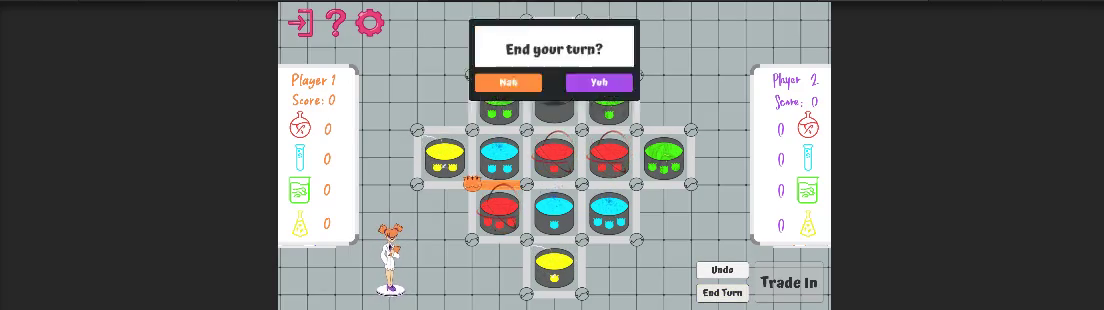 End your turn?
Nah
Yuh
Player 1
Score: 0
0
0
0
0
Player 2
Score: 0
0
0
0
0
Undo
End Turn
Trade In